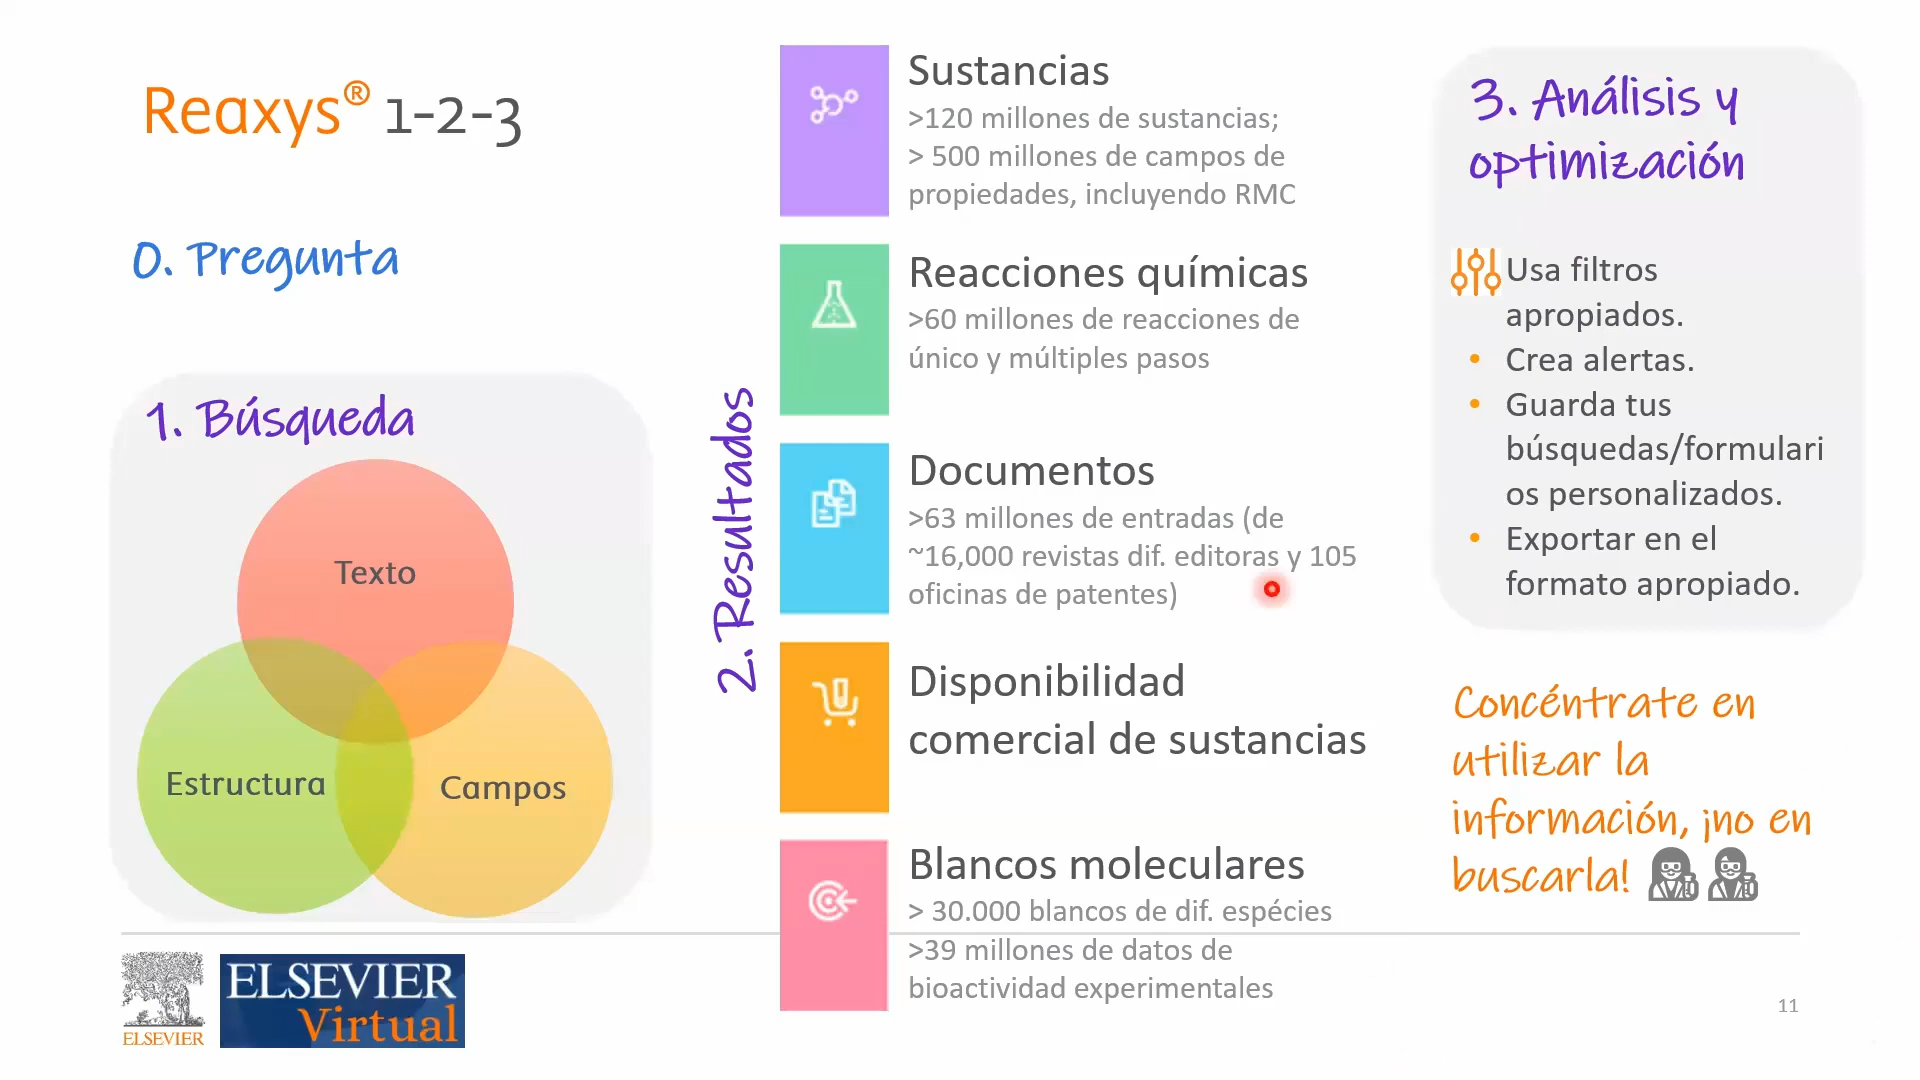 Reaxys® 1-2-3
0. Pregunta
1. Búsqueda
Texto
Estructura
Campos
2. Resultados
Sustancias
>120 millones de sustancias;
> 500 millones de campos de
propiedades, incluyendo RMC
Reacciones químicas
>60 millones de reacciones de
único y múltiples pasos
Documentos
>63 millones de entradas (de
~16,000 revistas dif. editoras y 105
oficinas de patentes)
Disponibilidad
comercial de sustancias
Blancos moleculares
> 30.000 blancos de dif. espécies
>39 millones de datos de
bioactividad experimentales
3. Análisis y
optimización
Usa filtros
apropiados.
• Crea alertas.
• Guarda tus
búsquedas/formulari
os personalizados.
• Exportar en el
formato apropiado.
Concéntrate en
utilizar la
información, ¡no en
buscarla!
ELSEVIER
ELSEVIER
Virtual
11